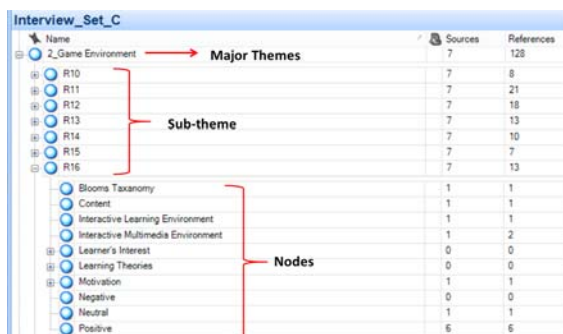 Interview_Set_C
Name Sources References
2_Game Environment Major Themes 7 128
R10 7 8
R11 7 21
R12 7 18
R13 7 13
Sub-theme
R14 7 10
R15 7 7
R16 7 13
Blooms Taxanomy 1 1
Content 1 1
Interactive Learning Environment 1 1
Interactive Multimedia Environment 1 2
Learner's Interest 0 0
Learning Theories 0 0
Nodes
Motivation 1 1
Negative 0 0
Neutral 1 1
Positive 6 6